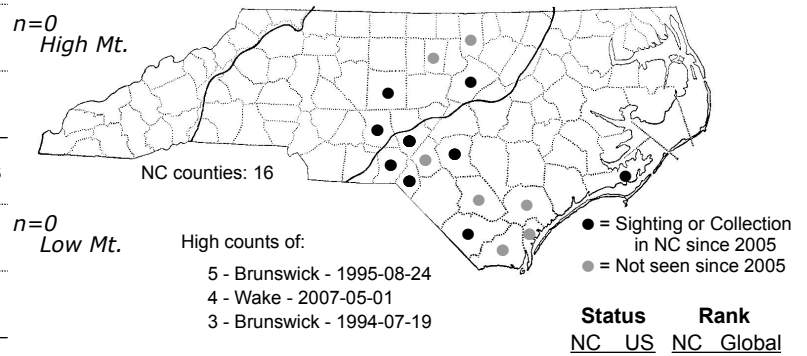 n=0
High Mt.
NC counties: 16
n=0
Low Mt.
High counts of:
5 - Brunswick - 1995-08-24
4 - Wake - 2007-05-01
3 - Brunswick - 1994-07-19
● = Sighting or Collection
in NC since 2005
● = Not seen since 2005
Status Rank
NC US NC Global